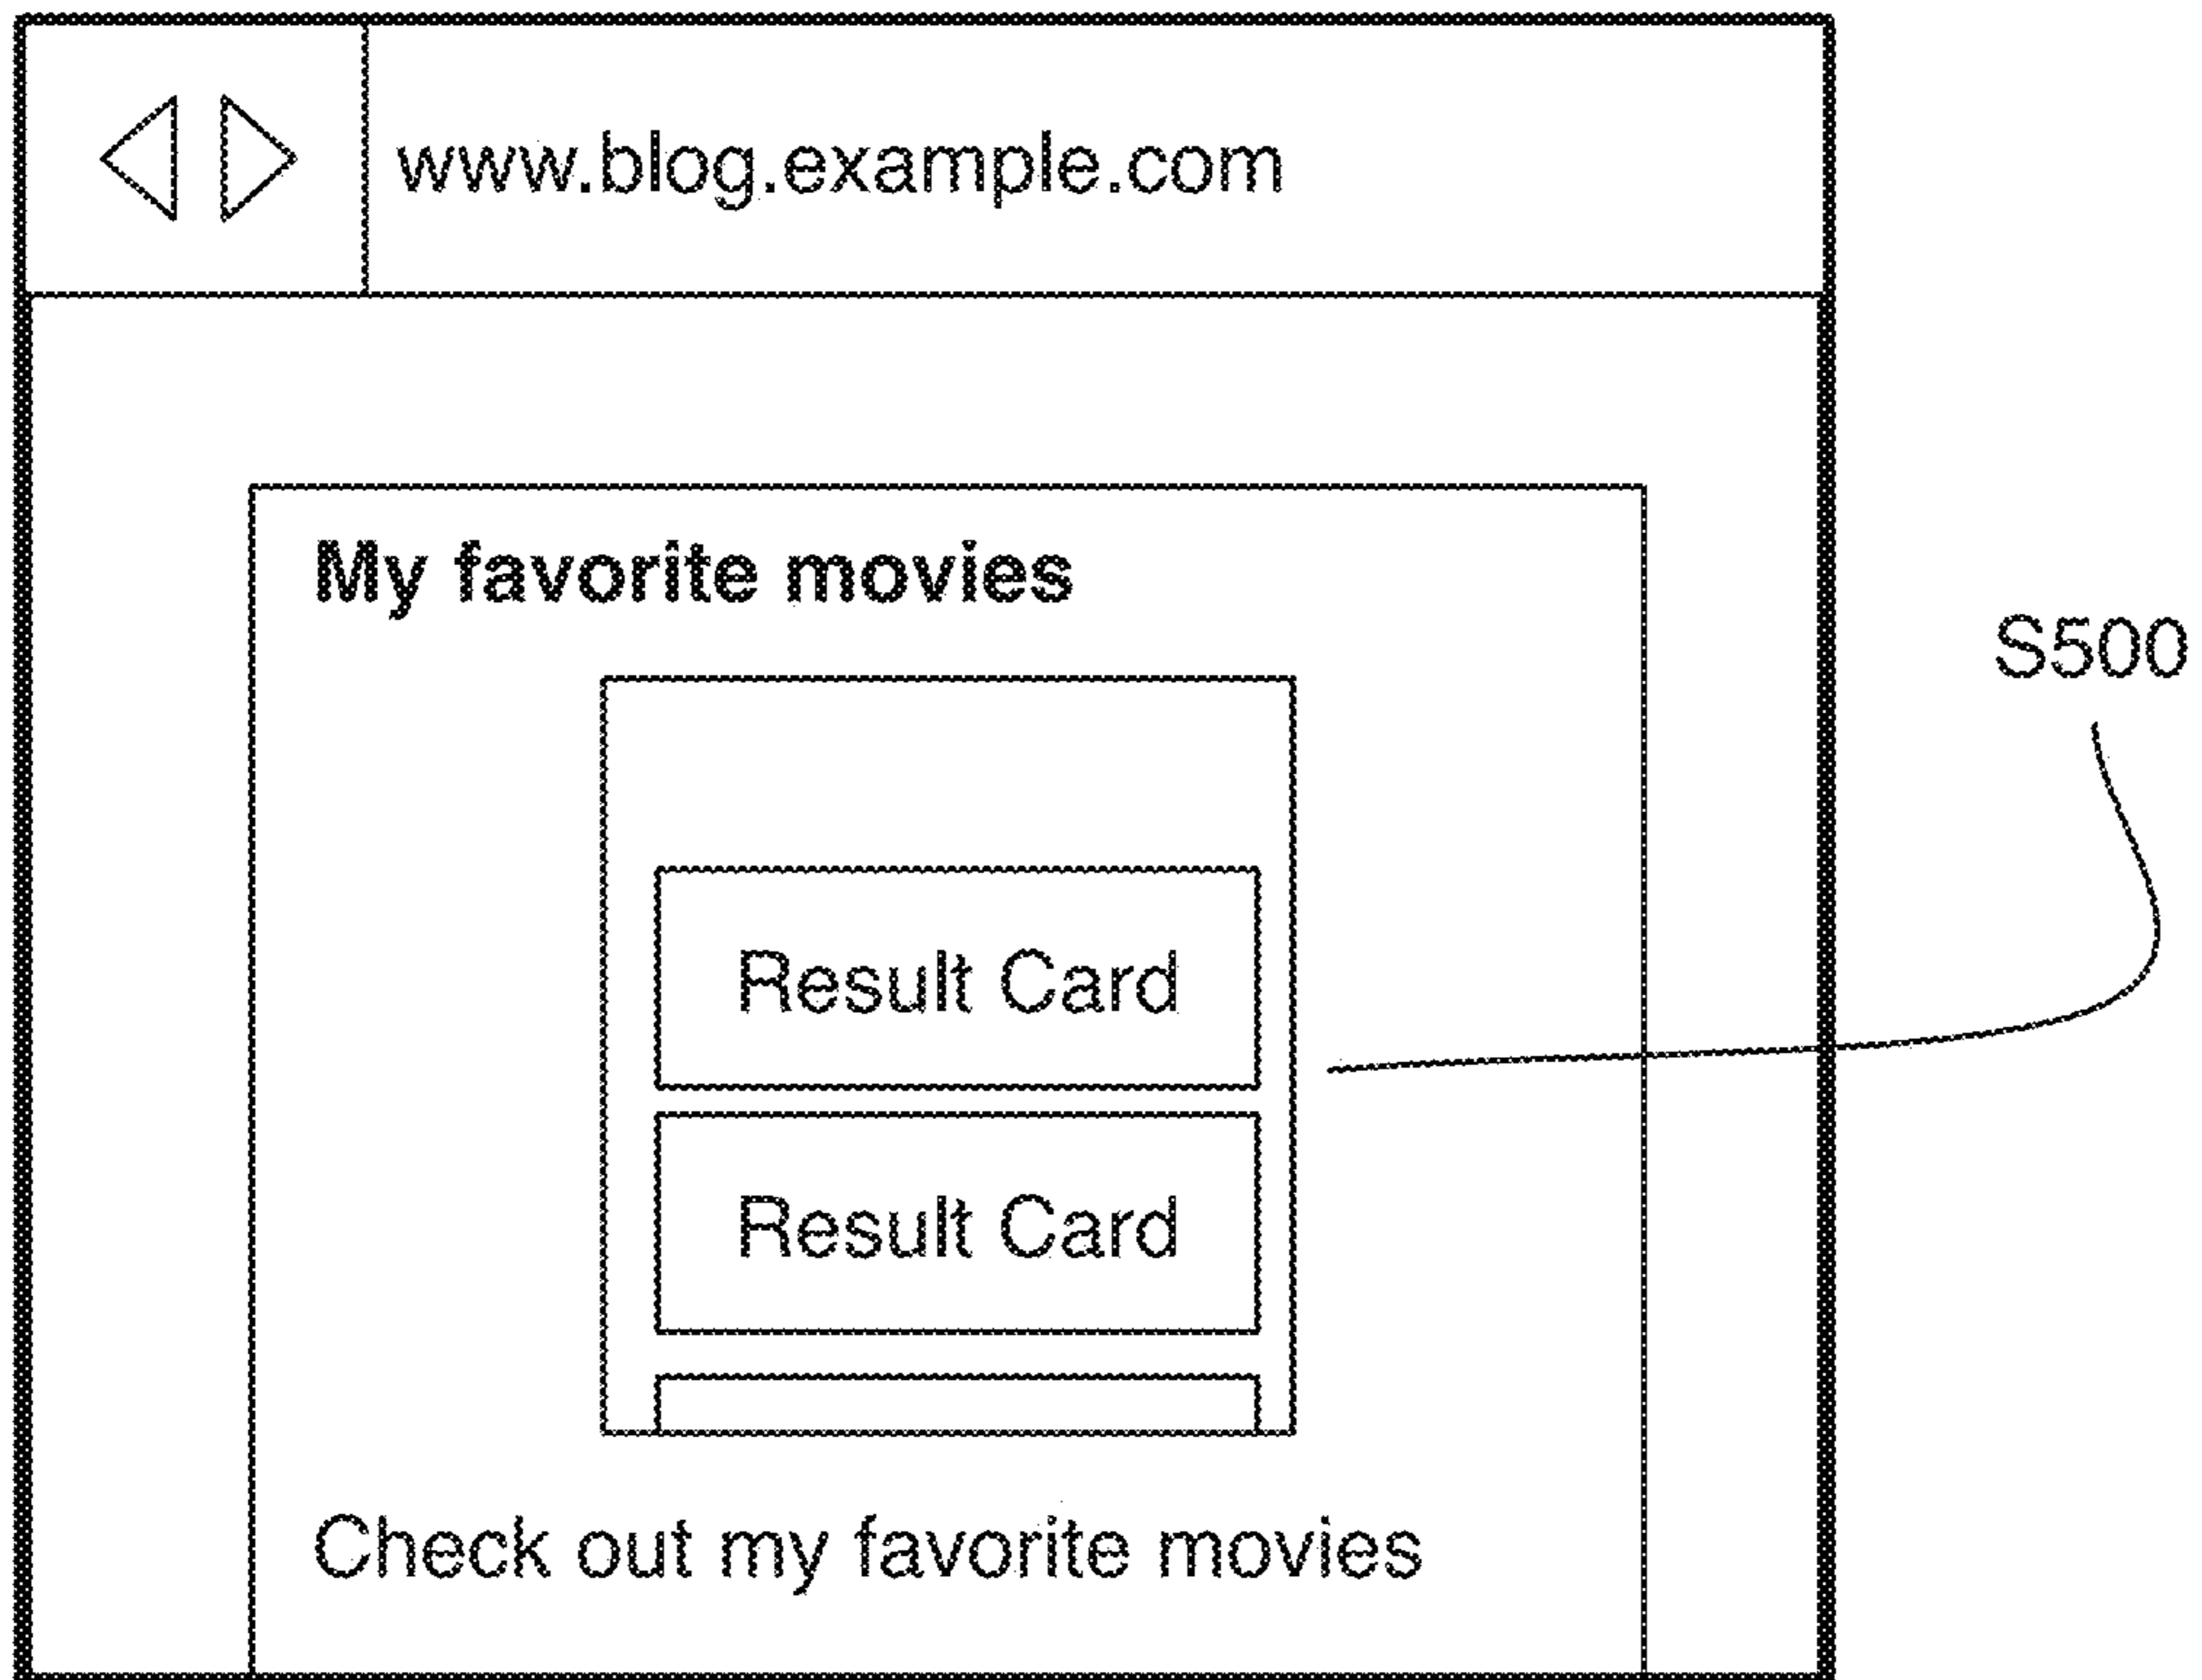 www.blog.example.com
My favorite movies
S500
Result Card
Result Card
Check out my favorite movies